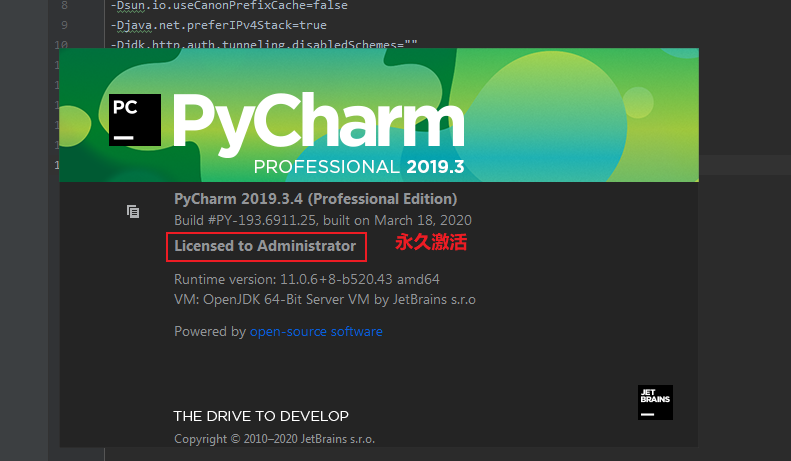 8 -Dsun.io.useCanonPrefixCache=false
9 -Djava.net.preferIPv4Stack=true
10 -Djdk.http.auth.tunneling.disabledSchemes=""
PC
PyCharm
PROFESSIONAL 2019.3
PyCharm 2019.3.4 (Professional Edition)
Build #PY-193.6911.25, built on March 18, 2020
Licensed to Administrator
永久激活
Runtime version: 11.0.6+8-b520.43 amd64
VM: OpenJDK 64-Bit Server VM by JetBrains s.r.o
Powered by open-source software
JET
BRAINS
THE DRIVE TO DEVELOP
Copyright © 2010–2020 JetBrains s.r.o.